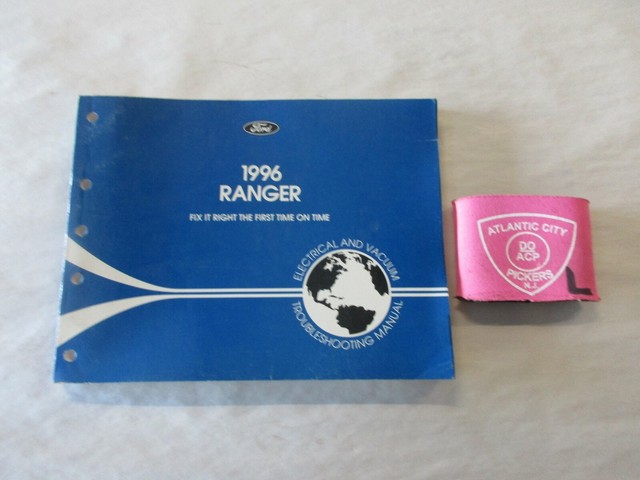 Ford
1996
RANGER
FIX IT RIGHT THE FIRST TIME ON TIME
ELECTRICAL AND VACUUM
TROUBLESHOOTING MANUAL
ATLANTIC CITY
DO
ACP
PICKERS
N.J.
L